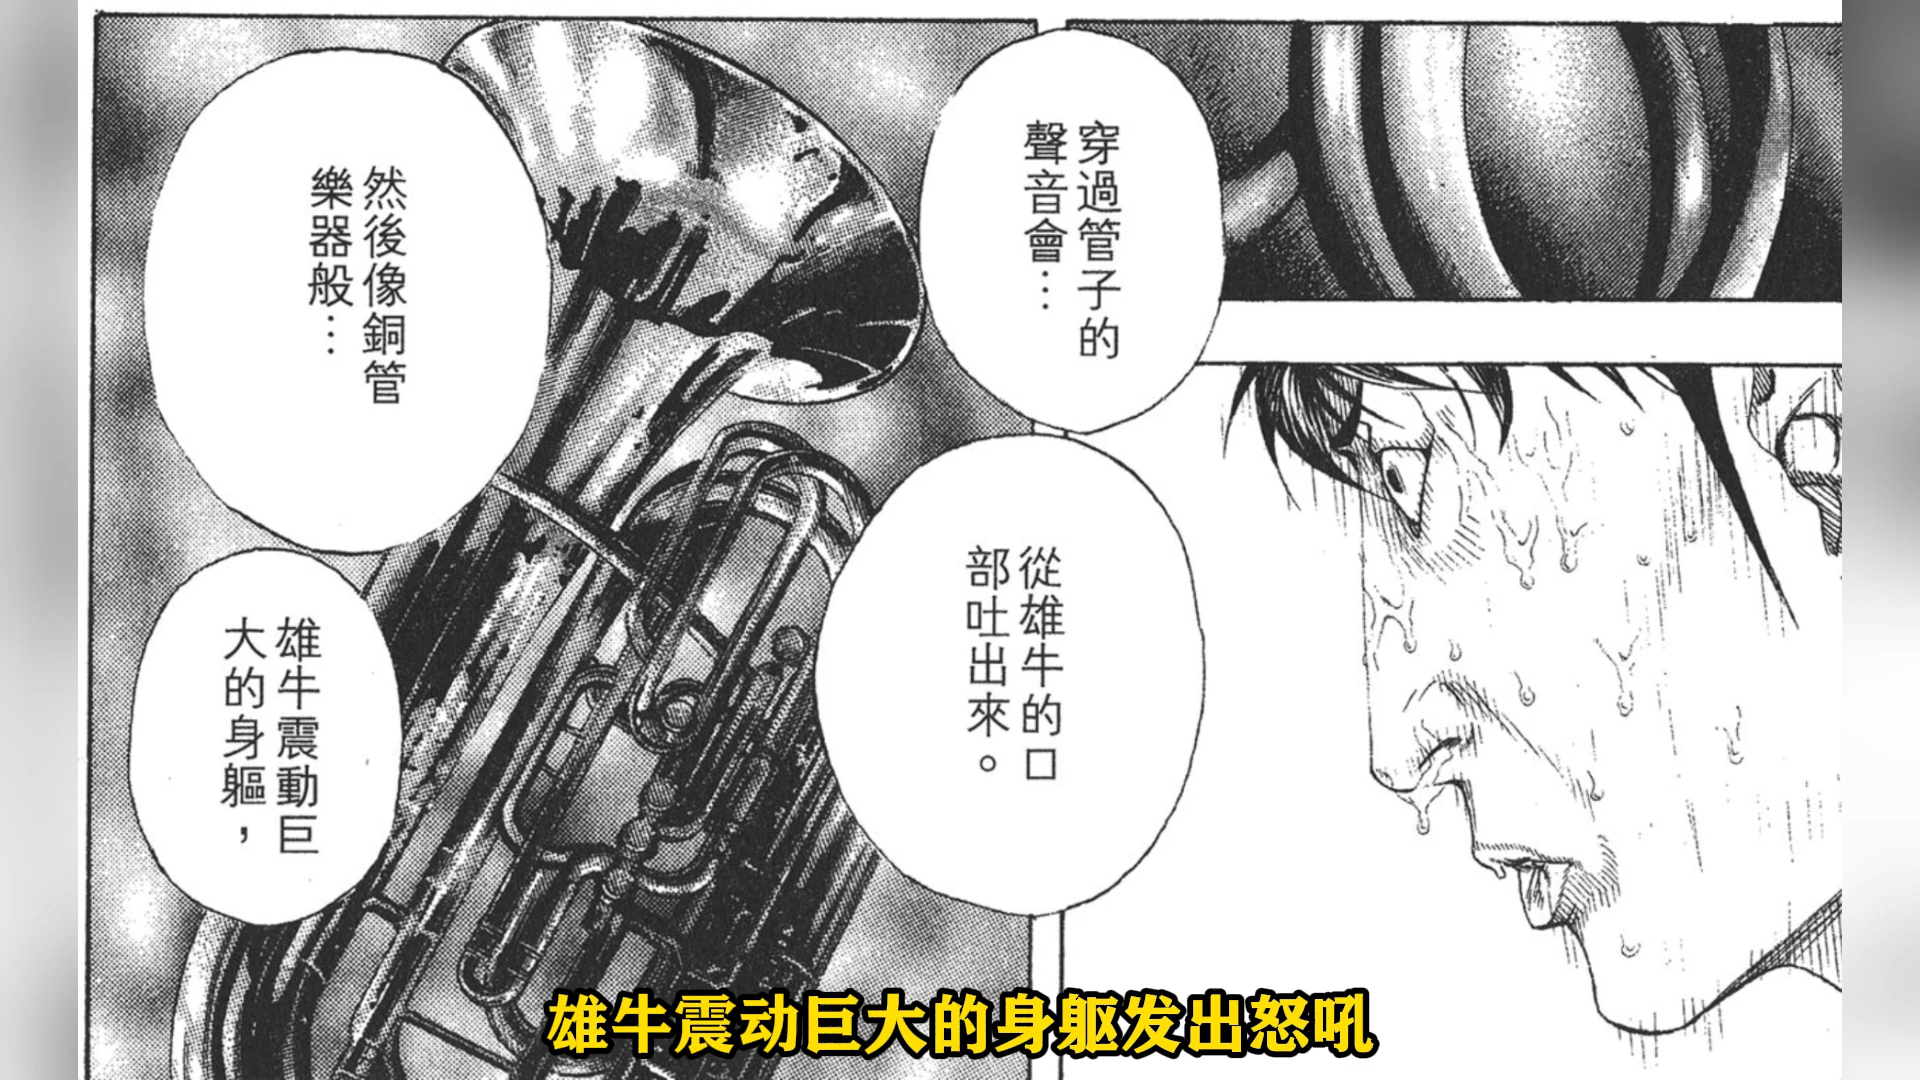 穿過管子的
聲音會…
從雄牛的口
部吐出來。
然後像銅管
樂器般…
雄牛震動巨
大的身軀，
雄牛震动巨大的身躯发出怒吼